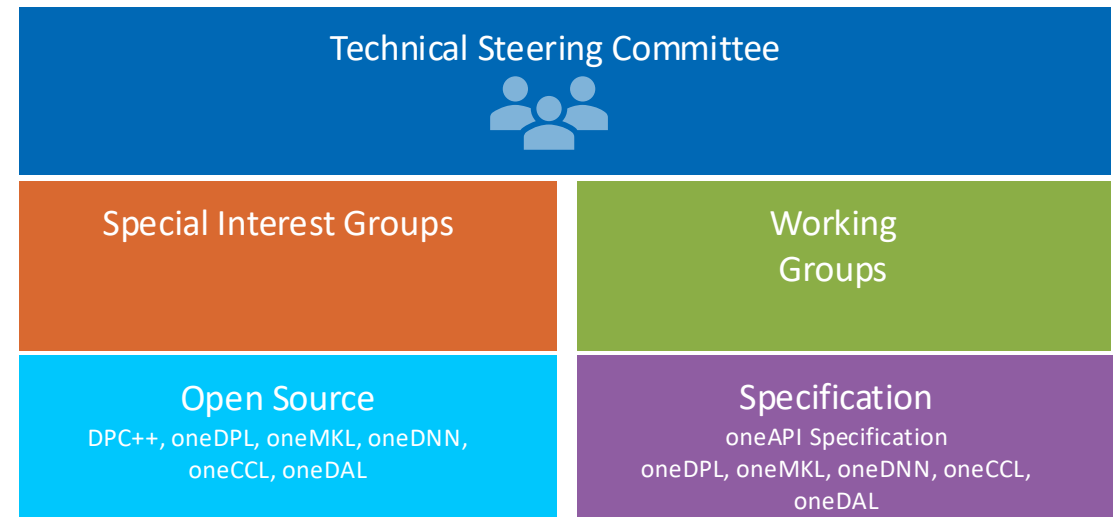 Technical Steering Committee
Special Interest Groups
Working
Groups
Open Source
DPC++, oneDPL, oneMKL, oneDNN,
oneCCL, oneDAL
Specification
oneAPI Specification
oneDPL, oneMKL, oneDNN, oneCCL,
oneDAL